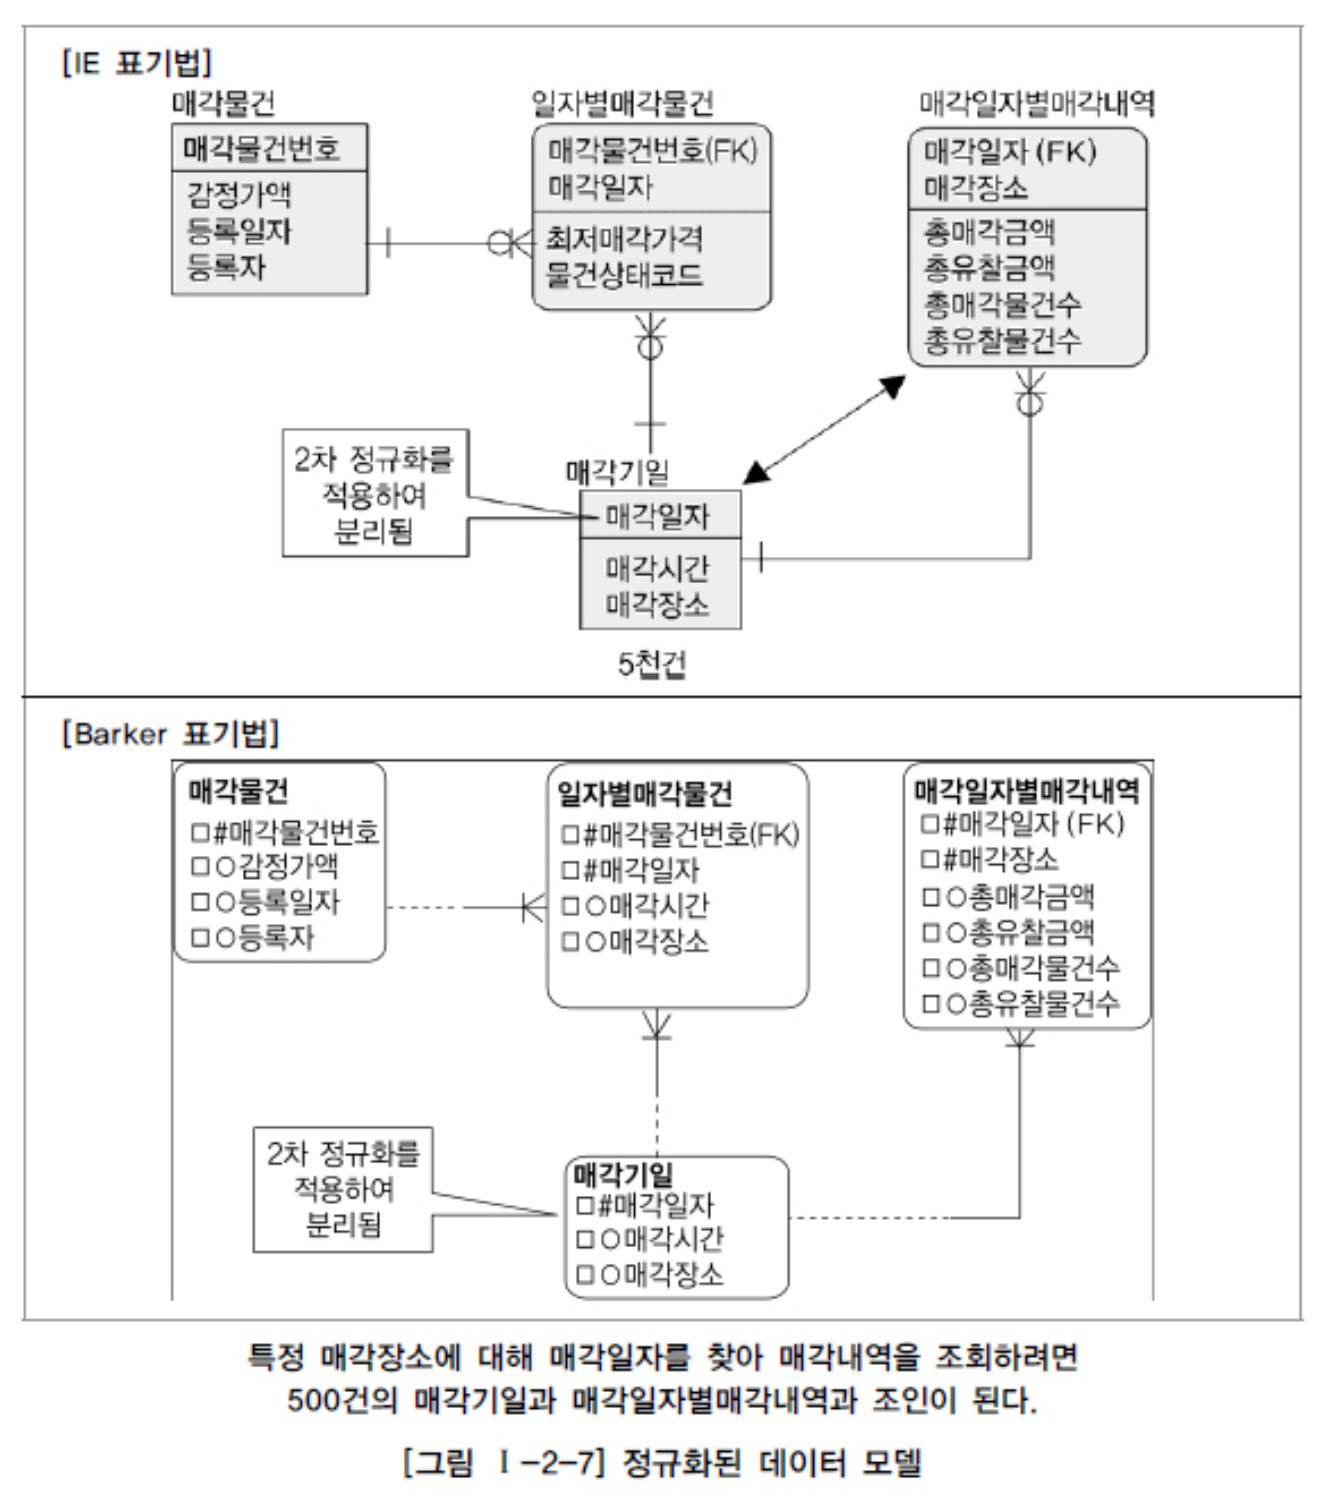 [IE 표기법]
매각물건
매각물건번호
감정가액
등록일자
등록자
일자별매각물건
매각물건번호(FK)
매각일자
최저매각가격
물건상태코드
매각일자별매각내역
매각일자 (FK)
매각장소
총매각금액
총유찰금액
총매각물건수
총유찰물건수
2차 정규화를
적용하여
분리됨
매각기일
매각일자
매각시간
매각장소
5천건
[Barker 표기법]
매각물건
□#매각물건번호
□○감정가액
□○등록일자
□○등록자
일자별매각물건
□#매각물건번호(FK)
□#매각일자
□○매각시간
□○매각장소
매각일자별매각내역
□#매각일자 (FK)
□#매각장소
□○총매각금액
□○총유찰금액
□○총매각물건수
□○총유찰물건수
2차 정규화를
적용하여
분리됨
매각기일
□#매각일자
□○매각시간
□○매각장소
특정 매각장소에 대해 매각일자를 찾아 매각내역을 조회하려면
500건의 매각기일과 매각일자별매각내역과 조인이 된다.
[그림 Ⅰ-2-7] 정규화된 데이터 모델